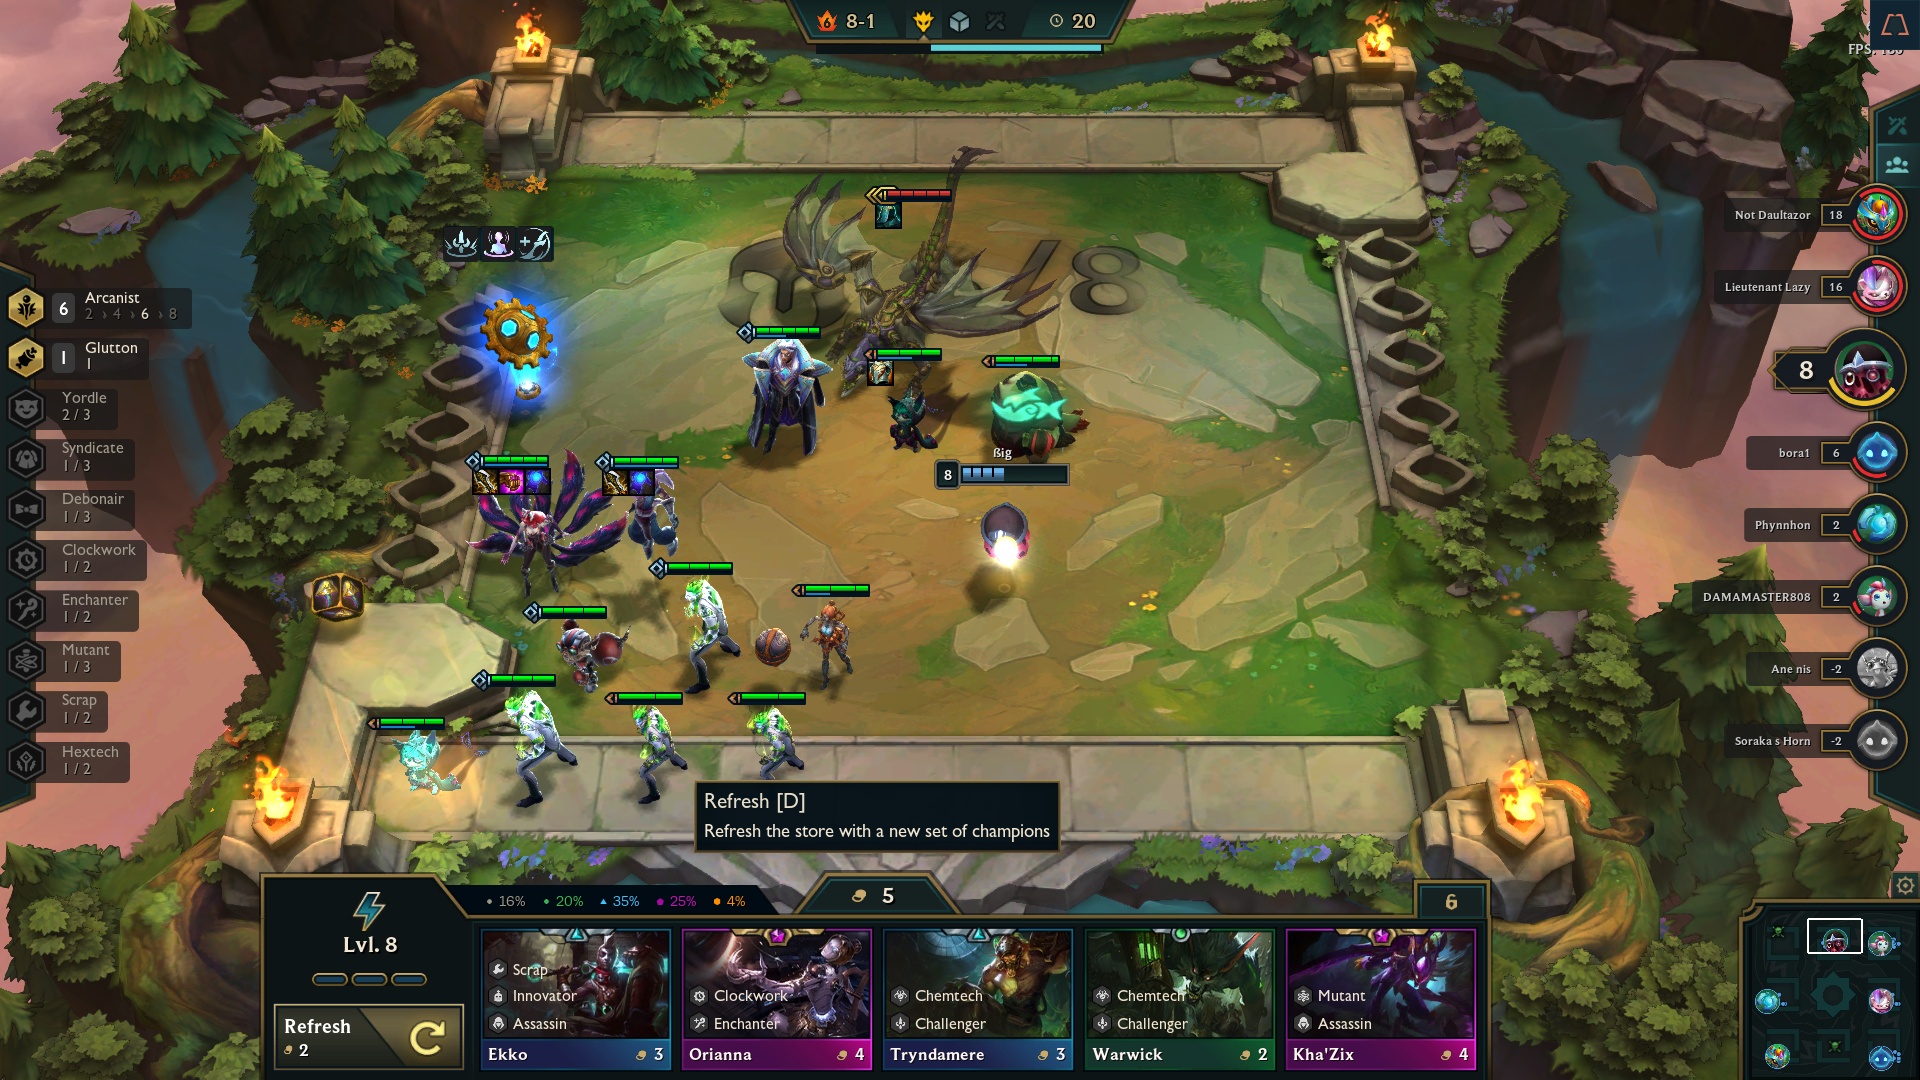 8-1
20
FPS:
Not Daultazor 18
Lieutenant Lazy 16
8
bora1 6
Phynnhon 2
DAMAMASTER808 2
Ane nis -2
Soraka s Horn -2
6 Arcanist
2 › 4 › 6 › 8
1 Glutton
1
Yordle
2 / 3
Syndicate
1 / 3
Debonair
1 / 3
Clockwork
1 / 2
Enchanter
1 / 2
Mutant
1 / 3
Scrap
1 / 2
Hextech
1 / 2
/8
ßig
8
Refresh [D]
Refresh the store with a new set of champions
16% 20% 35% 25% 4%
5
6
Lvl. 8
Refresh
2
Scrap
Innovator
Assassin
Ekko 3
Clockwork
Enchanter
Orianna 4
Chemtech
Challenger
Tryndamere 3
Chemtech
Challenger
Warwick 2
Mutant
Assassin
Kha'Zix 4